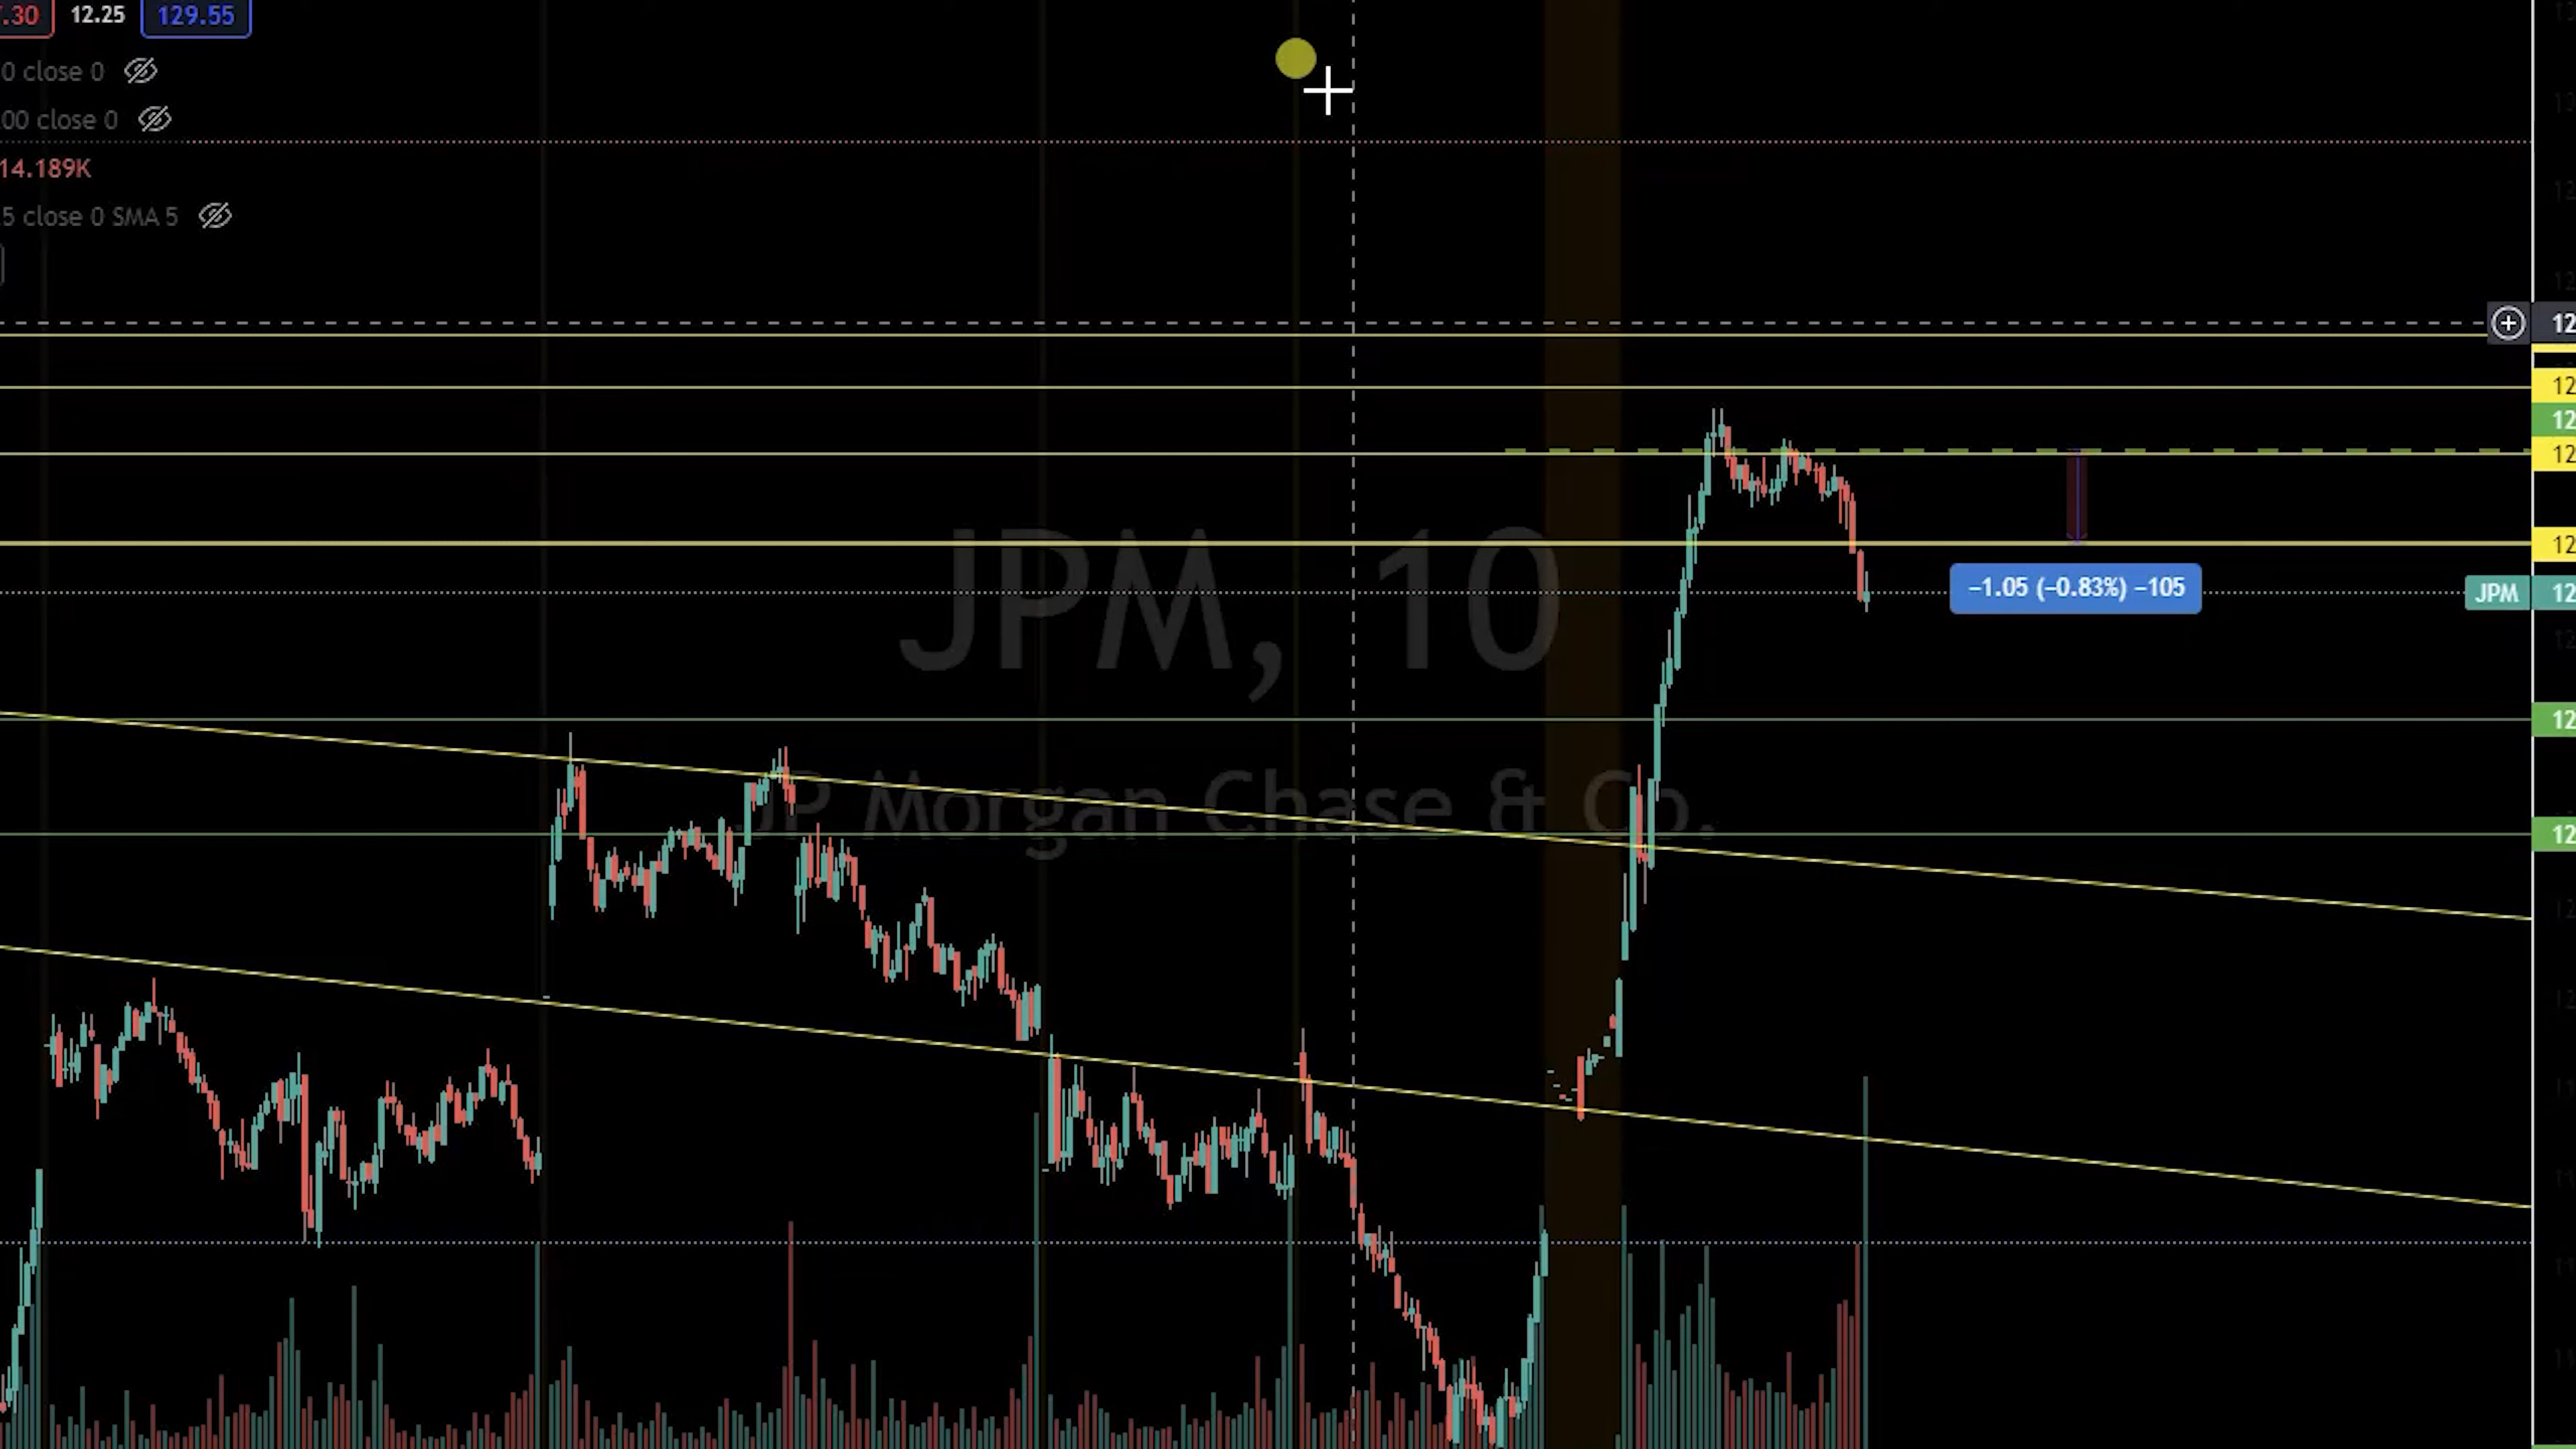 .30 12.25 129.55
0 close 0
00 close 0
14.189K
5 close 0 SMA 5
12
12
12
12
12
JPM, 10
−1.05 (−0.83%) −105
JPM 12
12
JP Morgan Chase & Co.
12